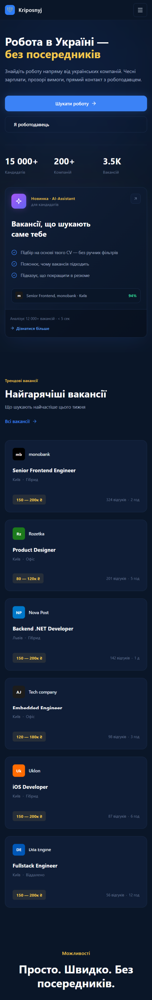 Kriposnyj
Робота в Україні —
без посередників
Знайдіть роботу напряму від українських компаній. Чесні
зарплати, прозорі вимоги, прямий контакт з роботодавцем.
Шукати роботу
Я роботодавець
15 000+ 200+ 3.5K
Кандидатів Компаній Вакансій
Новинка · AI-Assistant
для кандидатів
Вакансії, що шукають
саме тебе
Підбір на основі твого CV — без ручних фільтрів
Пояснює, чому вакансія підходить
Підказує, що покращити в резюме
m Senior Frontend, monobank · Київ 94%
Аналізує 12 000+ вакансій · < 5 сек
Дізнатися більше
Трендові вакансії
Найгарячіші вакансії
Що шукають найчастіше цього тижня
Всі вакансії
mb monobank
Senior Frontend Engineer
Київ · Гібрид
150 — 200к ₴ 324 відгуків · 2 год
Rz Rozetka
Product Designer
Київ · Офіс
80 — 120к ₴ 201 відгуків · 5 год
NP Nova Post
Backend .NET Developer
Львів · Гібрид
150 — 200к ₴ 142 відгуків · 1 д
AJ Tech company
Embedded Engineer
Київ · Офіс
120 — 180к ₴ 98 відгуків · 3 год
Uk Uklon
iOS Developer
Київ · Гібрид
150 — 200к ₴ 87 відгуків · 6 год
DE Dila Engine
Fullstack Engineer
Київ · Віддалено
150 — 200к ₴ 56 відгуків · 12 год
Можливості
Просто. Швидко. Без
посередників.